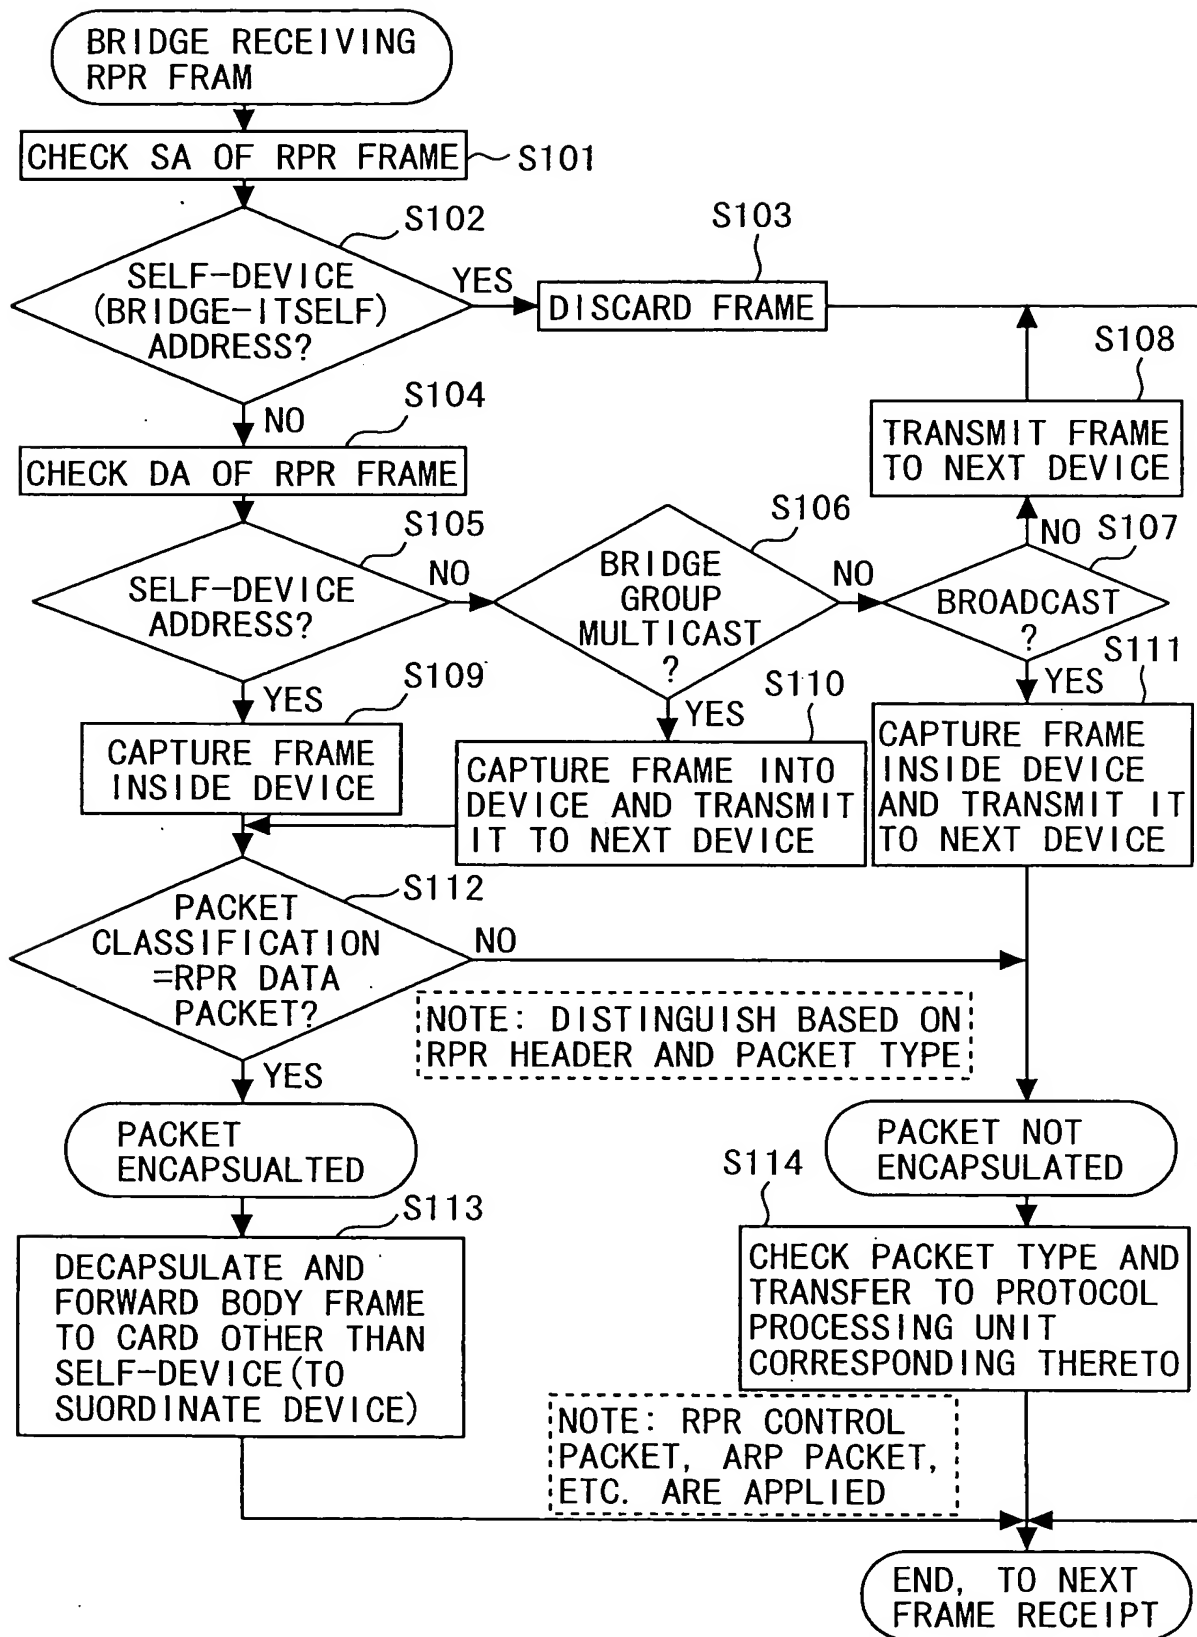 BRIDGE RECEIVING
RPR FRAM
CHECK SA OF RPR FRAME
S101
S102
SELF-DEVICE
(BRIDGE-ITSELF)
ADDRESS?
YES
S103
DISCARD FRAME
NO
S104
CHECK DA OF RPR FRAME
S108
TRANSMIT FRAME
TO NEXT DEVICE
S105
SELF-DEVICE
ADDRESS?
NO
S106
BRIDGE
GROUP
MULTICAST
?
NO
NO
S107
BROADCAST
?
YES
S109
CAPTURE FRAME
INSIDE DEVICE
YES
S110
CAPTURE FRAME INTO
DEVICE AND TRANSMIT
IT TO NEXT DEVICE
YES
S111
CAPTURE FRAME
INSIDE DEVICE
AND TRANSMIT IT
TO NEXT DEVICE
S112
PACKET
CLASSIFICATION
=RPR DATA
PACKET?
NO
NOTE: DISTINGUISH BASED ON
RPR HEADER AND PACKET TYPE
YES
PACKET
ENCAPSUALTED
PACKET NOT
ENCAPSULATED
S113
DECAPSULATE AND
FORWARD BODY FRAME
TO CARD OTHER THAN
SELF-DEVICE(TO
SUORDINATE DEVICE)
S114
CHECK PACKET TYPE AND
TRANSFER TO PROTOCOL
PROCESSING UNIT
CORRESPONDING THERETO
NOTE: RPR CONTROL
PACKET, ARP PACKET,
ETC. ARE APPLIED
END, TO NEXT
FRAME RECEIPT